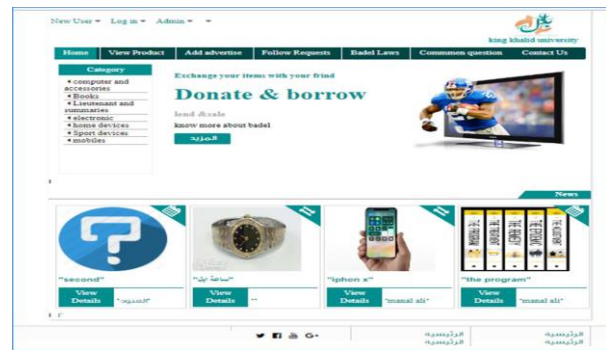 New User Log in Admin
king khalid university
Home View Product Add advertise Follow Requests Badel Laws Commmen question Contact Us
Category
computer and accessories
Books
Lieutenant and summaries
electronic
home devices
Sport devices
mobiles
Exchange your items with your frind
Donate & borrow
lend &sale
know more about badel
المزيد
News
"second"
"iphon x"
"the program"
View Details
View Details ""
View Details "manal ali"
View Details "manal ali"
الرئيسية الرئيسية
الرئيسية الرئيسية